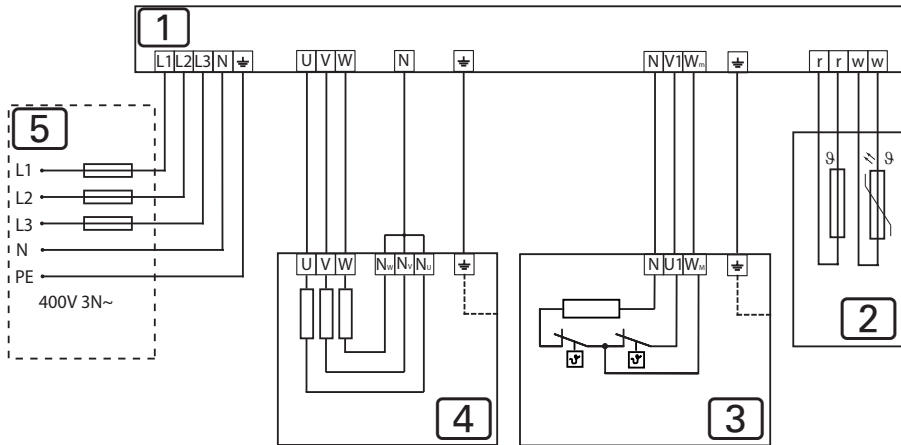 1
L1 L2 L3 N ⏚ U V W N ⏚ N V1 Wm ⏚ r r w w
5
L1
L2
L3
N
PE
400V 3N~
U V W NW NV NU ⏚
N U1 WM ⏚
ϑ ϑ
ϑ ϑ
2
4
3